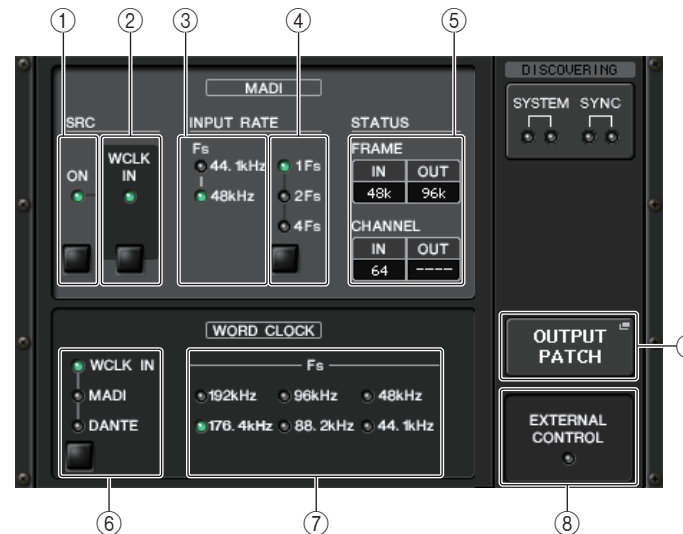 ① ② ③ ④ ⑤
MADI
SRC
ON
WCLK
IN
INPUT RATE
Fs
44.1kHz
48kHz
1Fs
2Fs
4Fs
STATUS
FRAME
IN OUT
48k 96k
CHANNEL
IN OUT
64 ----
DISCOVERING
SYSTEM SYNC
WORD CLOCK
WCLK IN
MADI
DANTE
Fs
192kHz 96kHz 48kHz
176.4kHz 88.2kHz 44.1kHz
OUTPUT
PATCH
EXTERNAL
CONTROL
⑥ ⑦ ⑧